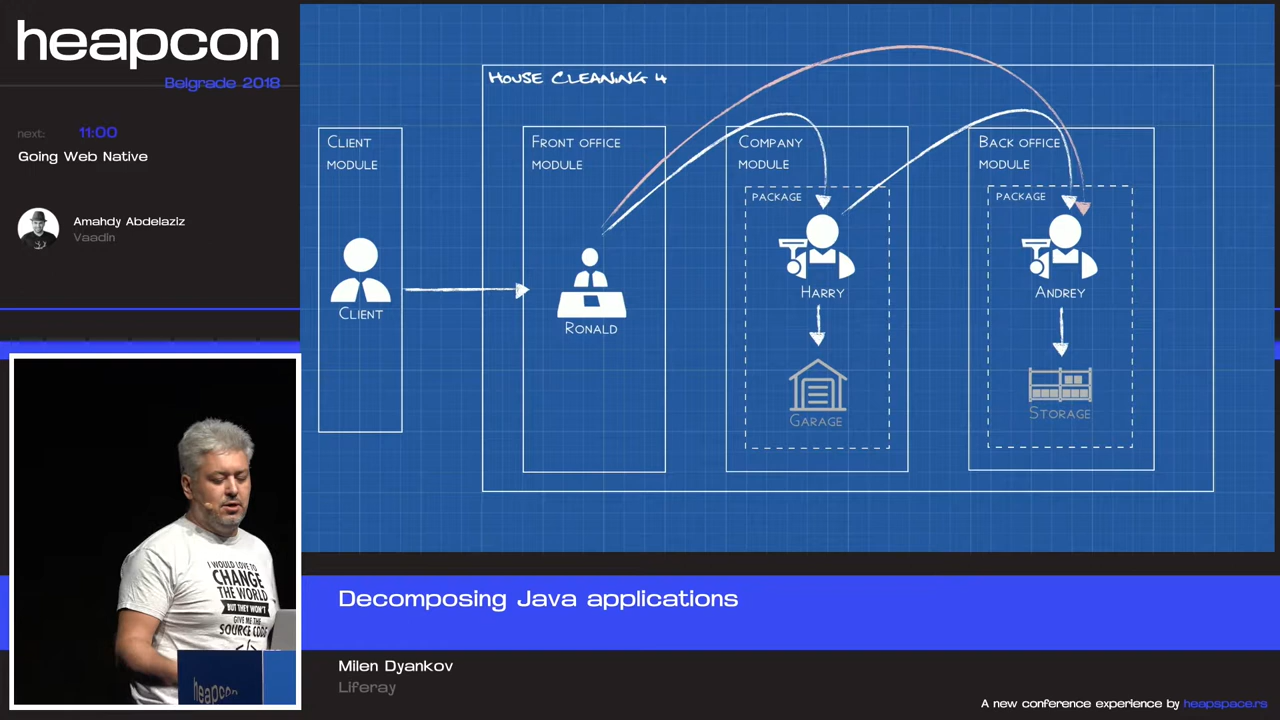 heapcon
Belgrade 2018
next: 11:00
Going Web Native
Amahdy Abdelaziz
Vaadin
HOUSE CLEANING 4
CLIENT
MODULE
FRONT OFFICE
MODULE
COMPANY
MODULE
BACK OFFICE
MODULE
PACKAGE
PACKAGE
CLIENT
RONALD
HARRY
ANDREY
GARAGE
STORAGE
I WOULD LOVE TO
CHANGE
THE WORLD
BUT THEY WON'T
GIVE ME THE
SOURCE CODE
</>
heapcon
Decomposing Java applications
Milen Dyankov
Liferay
A new conference experience by heapspace.rs